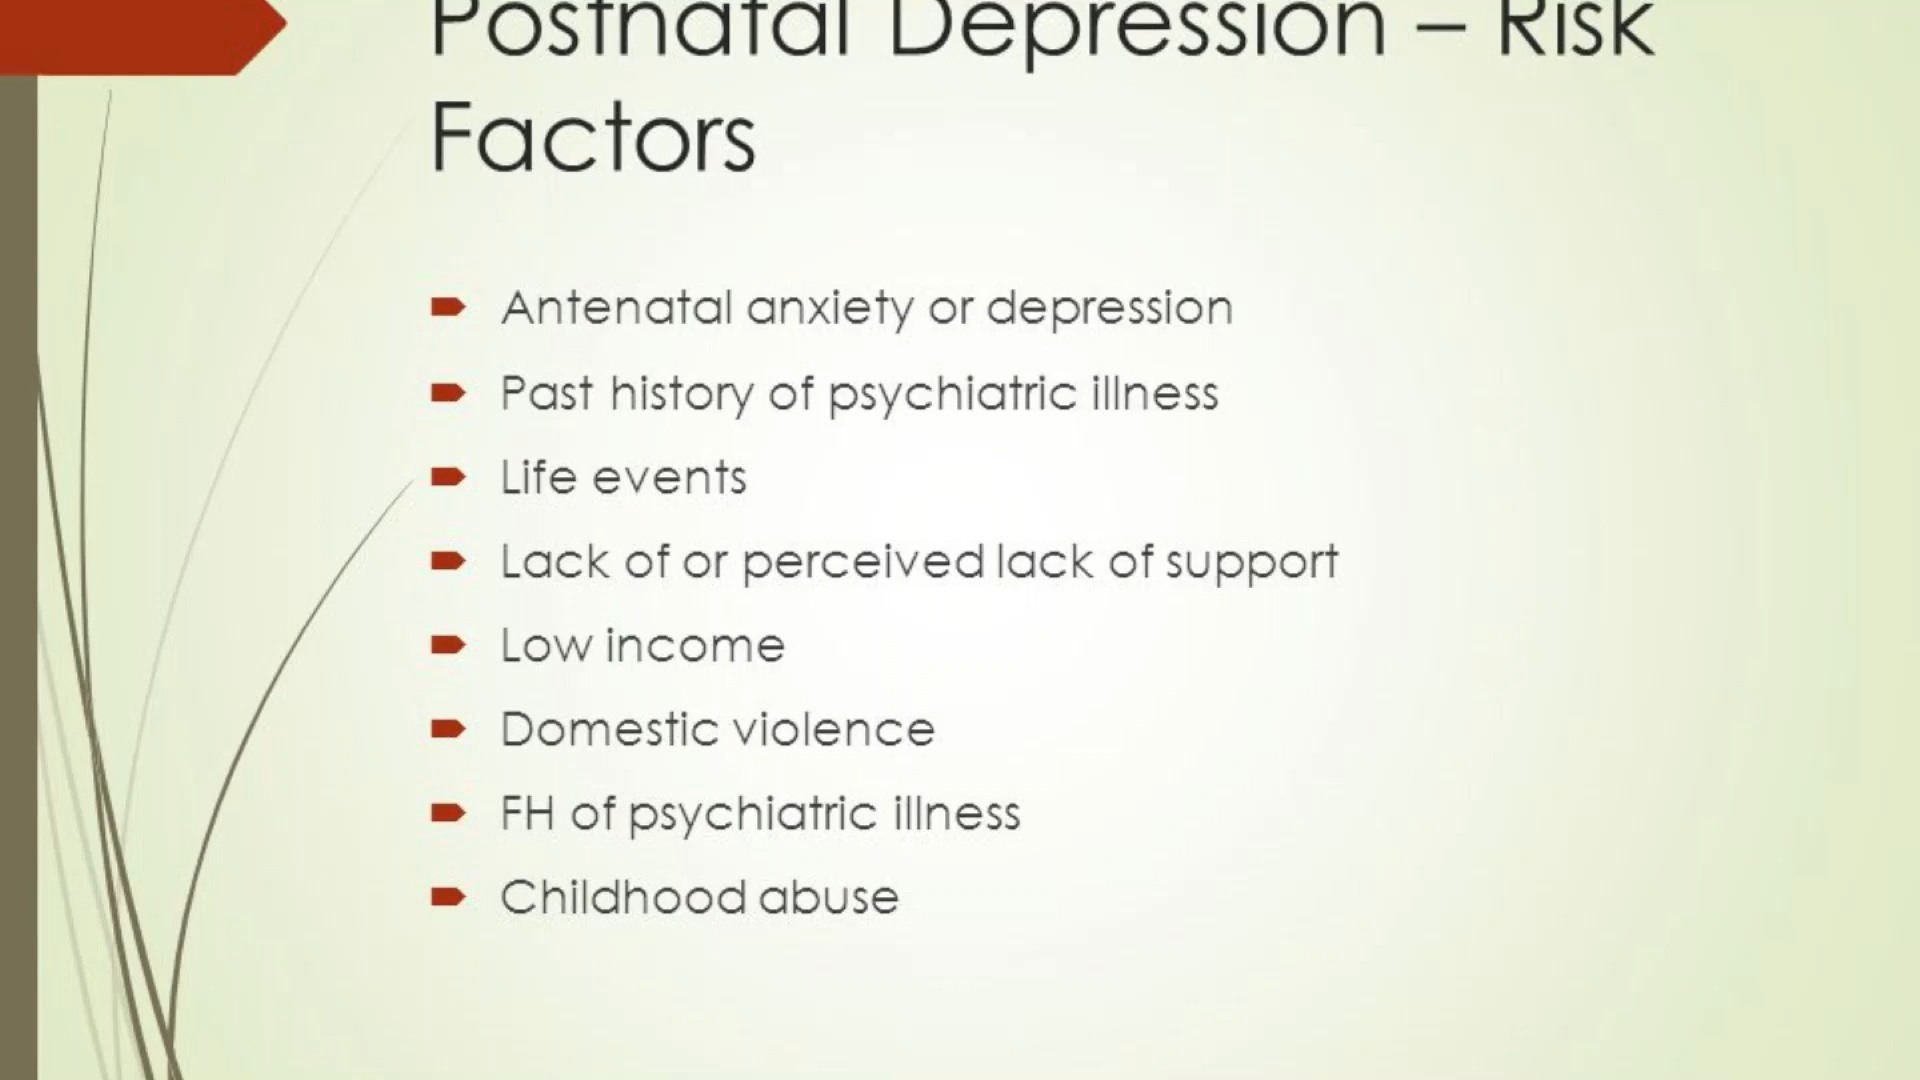 Postnatal Depression – Risk
Factors
Antenatal anxiety or depression
Past history of psychiatric illness
Life events
Lack of or perceived lack of support
Low income
Domestic violence
FH of psychiatric illness
Childhood abuse